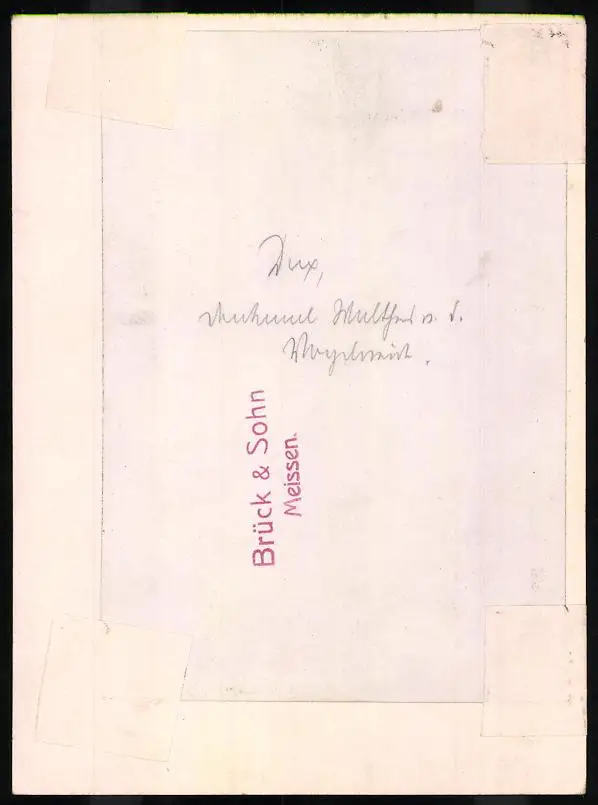 Dux,
Denkmal Walther v. d.
Vogelweide.
Brück & Sohn
Meissen.